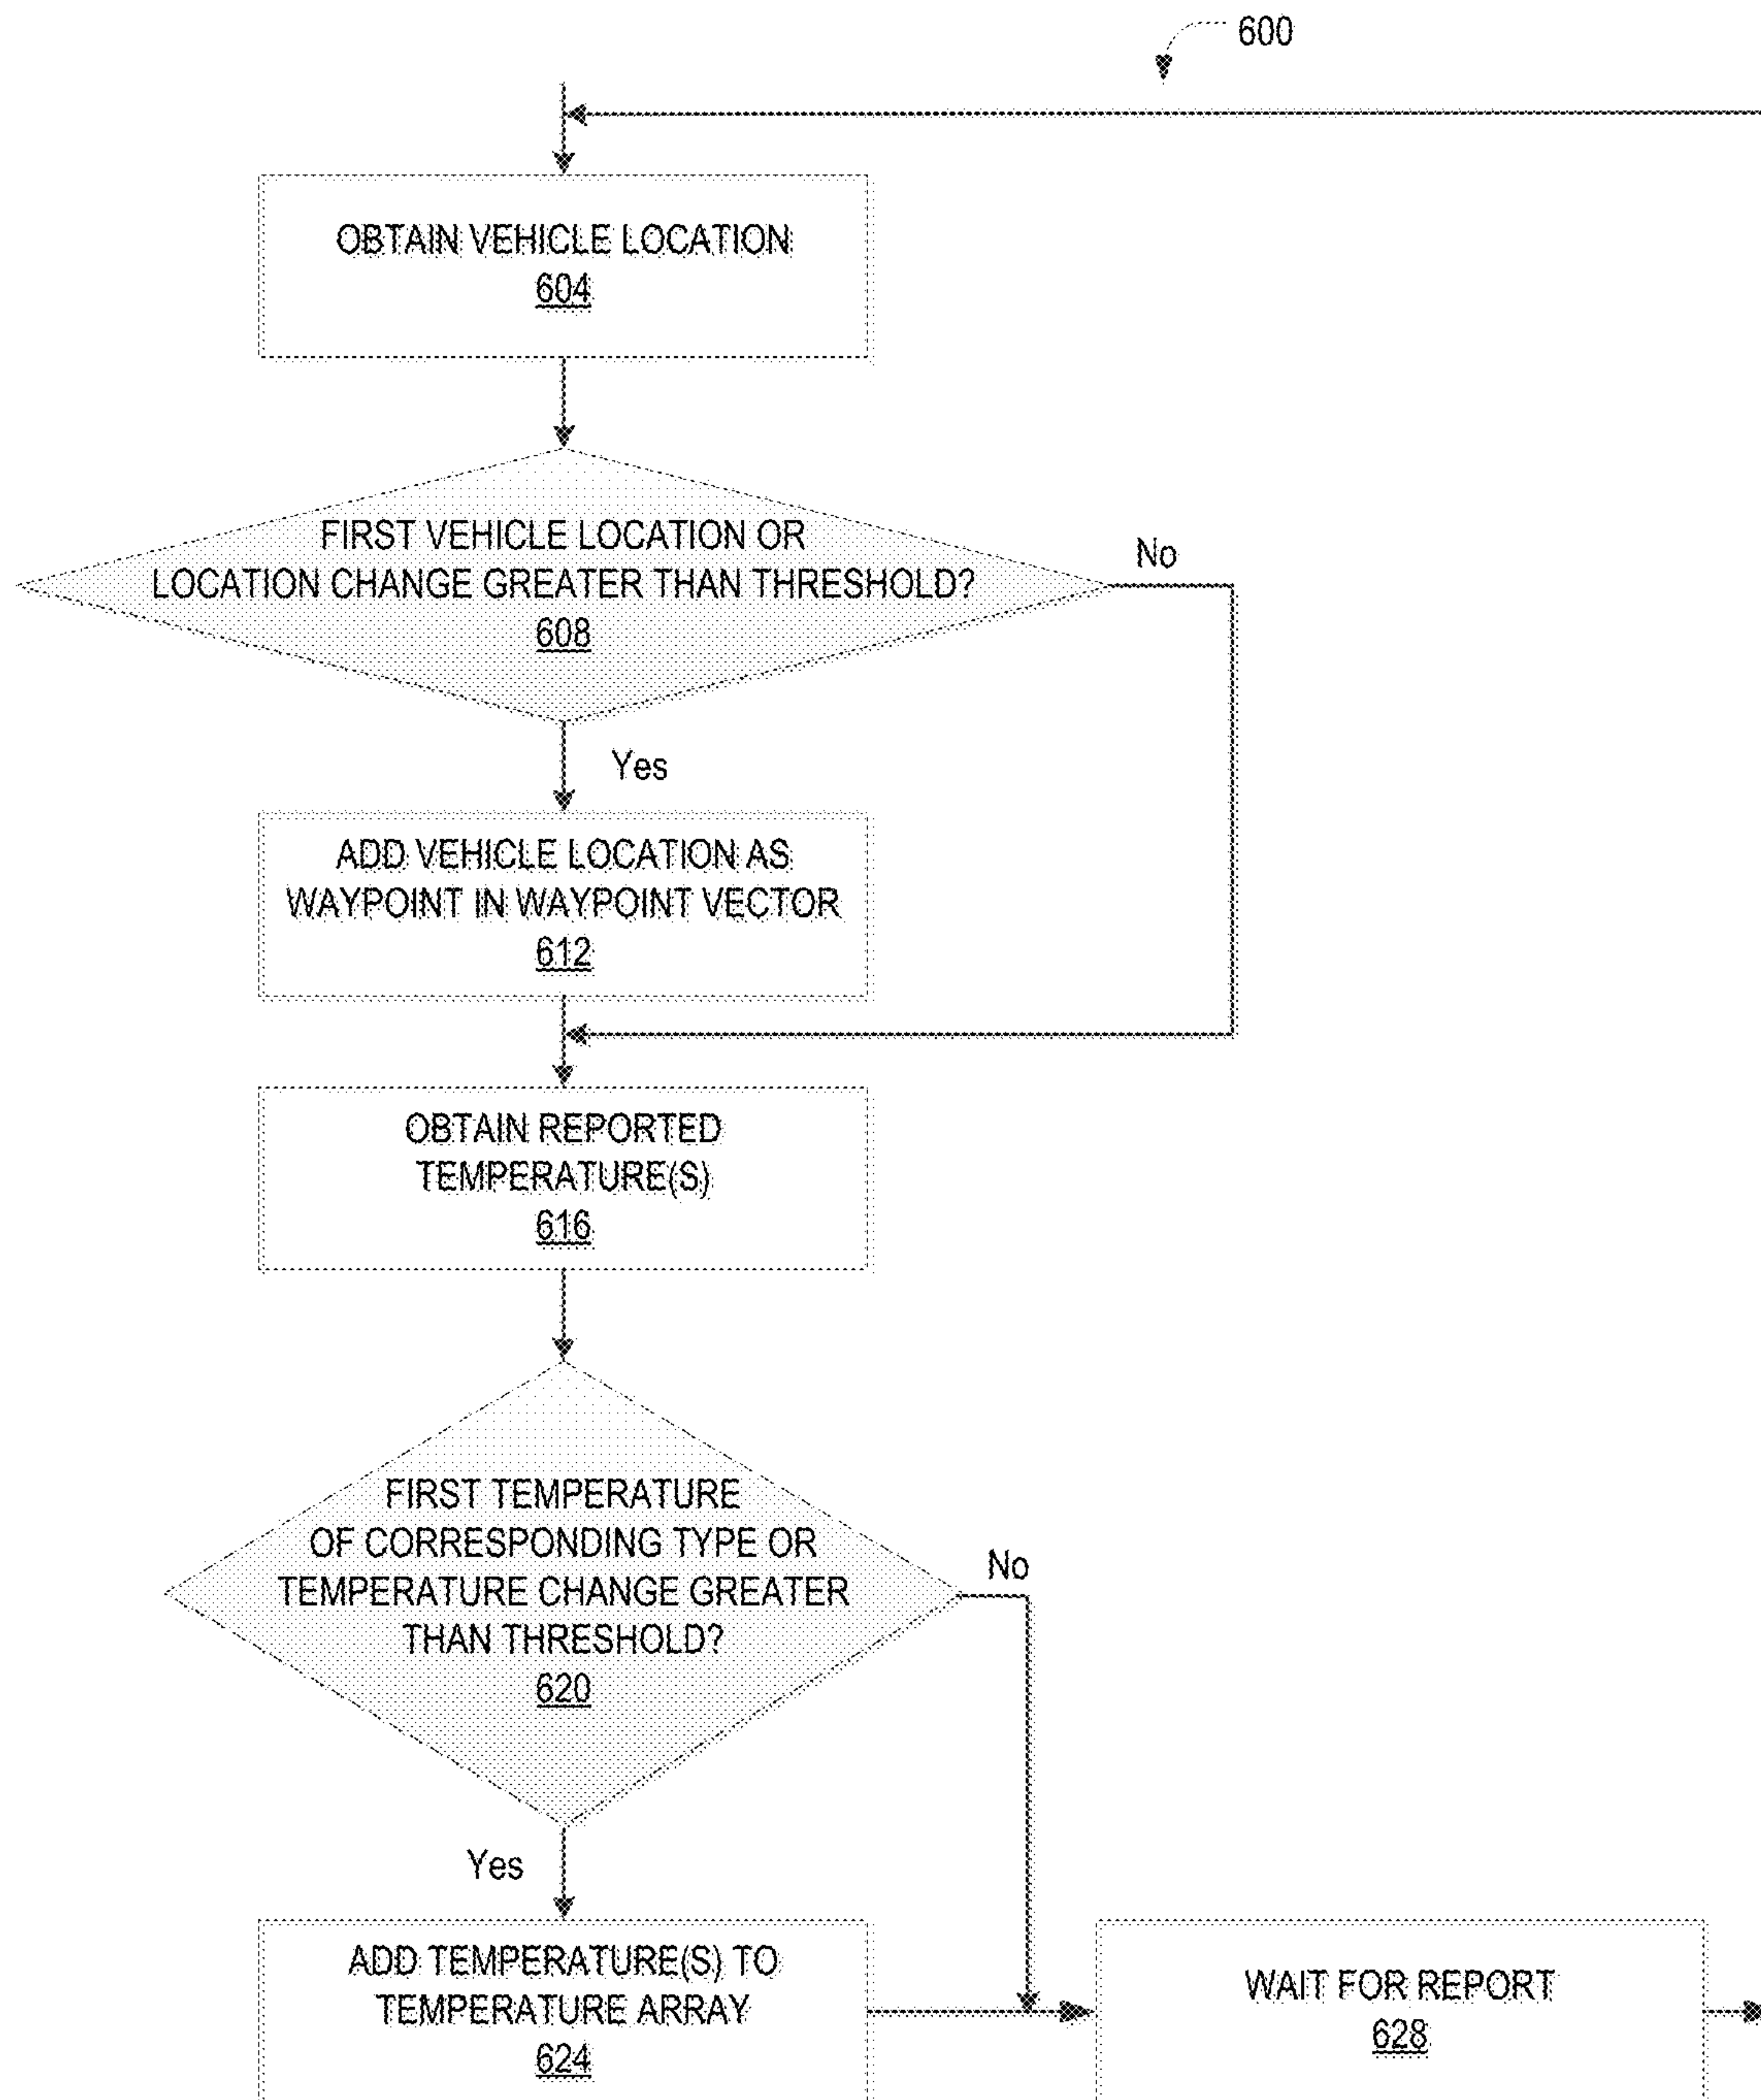 600
OBTAIN VEHICLE LOCATION
604
FIRST VEHICLE LOCATION OR
LOCATION CHANGE GREATER THAN THRESHOLD?
608
No
Yes
ADD VEHICLE LOCATION AS
WAYPOINT IN WAYPOINT VECTOR
612
OBTAIN REPORTED
TEMPERATURE(S)
616
FIRST TEMPERATURE
OF CORRESPONDING TYPE OR
TEMPERATURE CHANGE GREATER
THAN THRESHOLD?
620
No
Yes
ADD TEMPERATURE(S) TO
TEMPERATURE ARRAY
624
WAIT FOR REPORT
628